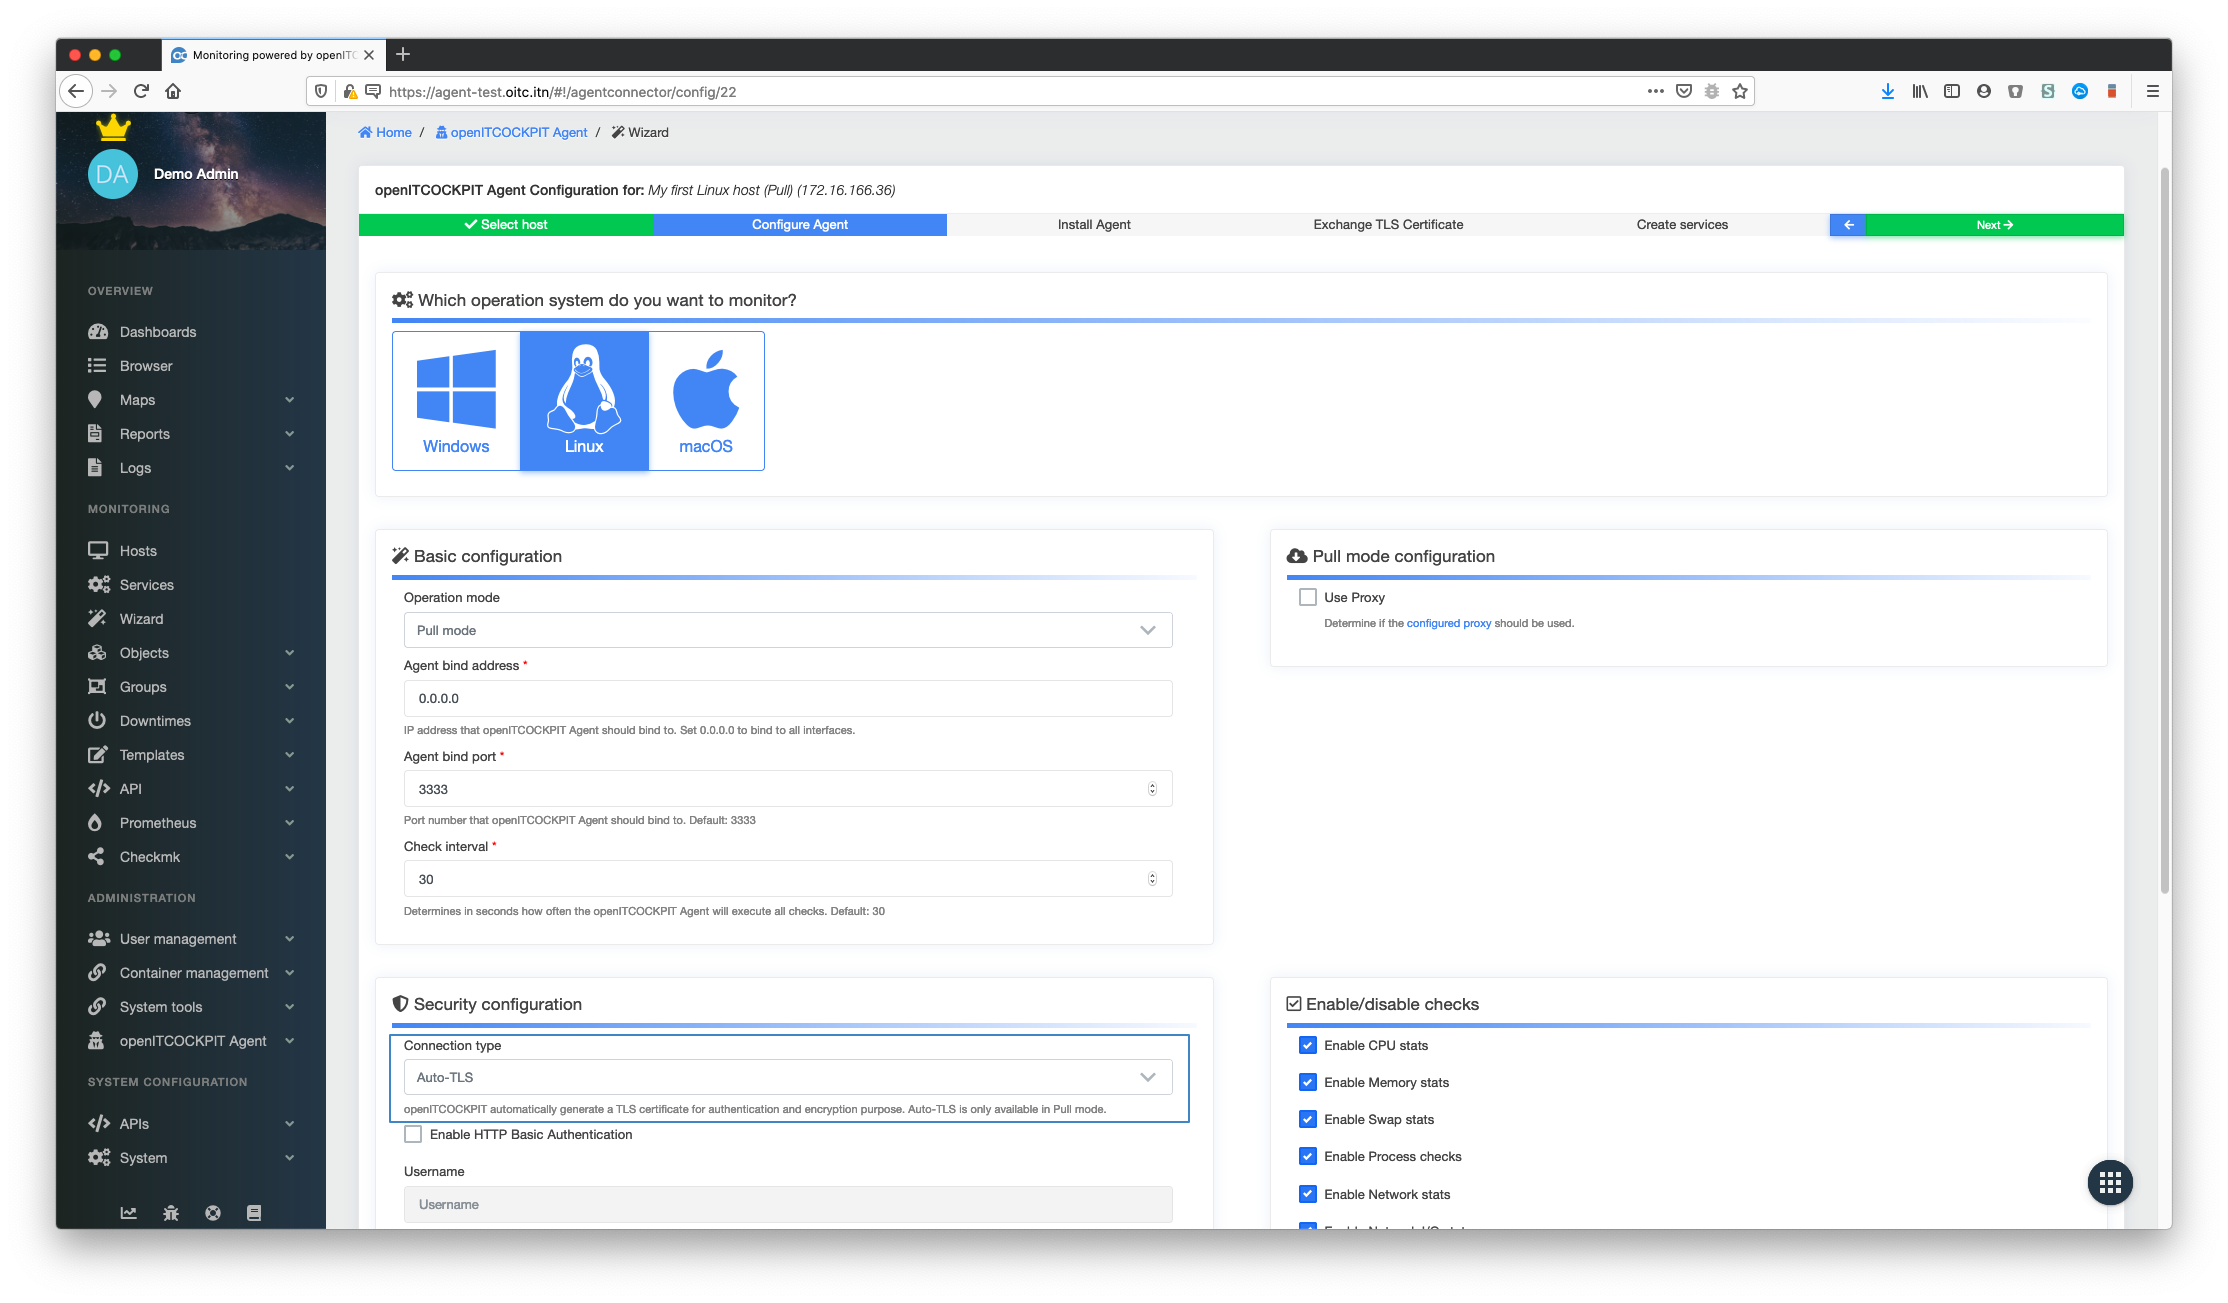 Monitoring powered by openITC
https://agent-test.oitc.itn/#!/agentconnector/config/22
DA
Demo Admin
OVERVIEW
Dashboards
Browser
Maps
Reports
Logs
MONITORING
Hosts
Services
Wizard
Objects
Groups
Downtimes
Templates
API
Prometheus
Checkmk
ADMINISTRATION
User management
Container management
System tools
openITCOCKPIT Agent
SYSTEM CONFIGURATION
APIs
System
Home / openITCOCKPIT Agent / Wizard
openITCOCKPIT Agent Configuration for: My first Linux host (Pull) (172.16.166.36)
Select host Configure Agent Install Agent Exchange TLS Certificate Create services Next
Which operation system do you want to monitor?
Windows Linux macOS
Basic configuration
Operation mode
Pull mode
Agent bind address *
0.0.0.0
IP address that openITCOCKPIT Agent should bind to. Set 0.0.0.0 to bind to all interfaces.
Agent bind port *
3333
Port number that openITCOCKPIT Agent should bind to. Default: 3333
Check interval *
30
Determines in seconds how often the openITCOCKPIT Agent will execute all checks. Default: 30
Pull mode configuration
Use Proxy
Determine if the configured proxy should be used.
Security configuration
Connection type
Auto-TLS
openITCOCKPIT automatically generate a TLS certificate for authentication and encryption purpose. Auto-TLS is only available in Pull mode.
Enable HTTP Basic Authentication
Username
Username
Enable/disable checks
Enable CPU stats
Enable Memory stats
Enable Swap stats
Enable Process checks
Enable Network stats